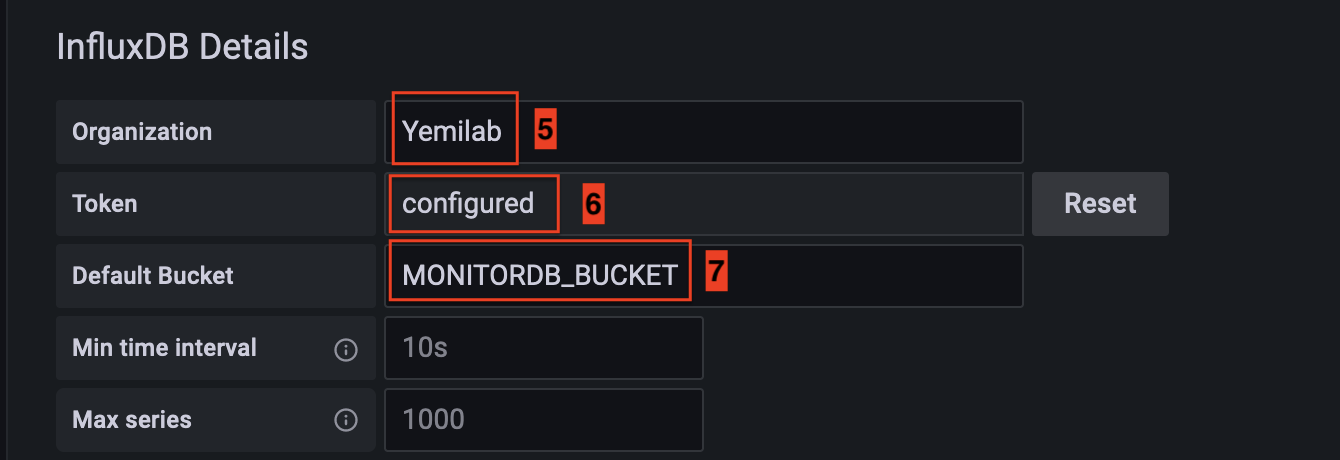 InfluxDB Details
Organization Yemilab 5
Token configured 6 Reset
Default Bucket MONITORDB_BUCKET 7
Min time interval 10s
Max series 1000